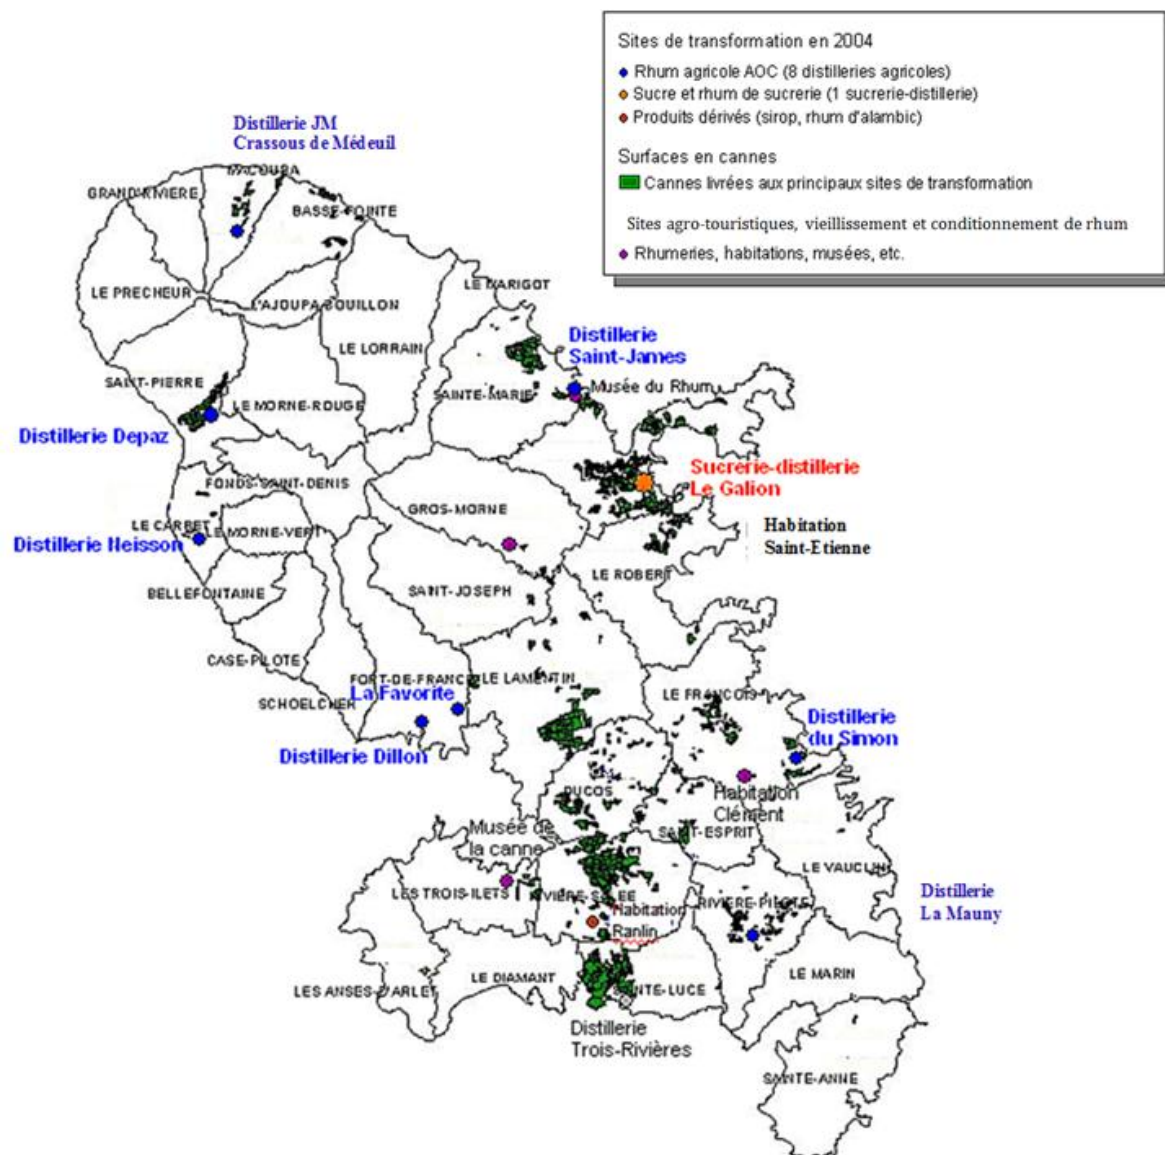 Sites de transformation en 2004
Rhum agricole AOC (8 distilleries agricoles)
Sucre et rhum de sucrerie (1 sucrerie-distillerie)
Produits dérivés (sirop, rhum d'alambic)
Surfaces en cannes
Cannes livrées aux principaux sites de transformation
Sites agro-touristiques, vieillissement et conditionnement de rhum
Rhumeries, habitations, musées, etc.
Distillerie JM
Crassous de Médeuil
MACOUBA
GRAND'RIVIERE
BASSE-POINTE
LE PRECHEUR
L'AJOUPA-BOUILLON
LE MARIGOT
LE LORRAIN
Distillerie
Saint-James
SAINT-PIERRE
LE MORNE-ROUGE
SAINTE-MARIE
Musée du Rhum
Distillerie Depaz
Sucrerie-distillerie
Le Galion
FONDS-SAINT-DENIS
GROS-MORNE
LE CARBET
LE MORNE-VERT
Habitation
Saint-Etienne
Distillerie Neisson
BELLEFONTAINE
SAINT-JOSEPH
LE ROBERT
CASE-PILOTE
SCHOELCHER
FORT-DE-FRANCE
LE LAMENTIN
La Favorite
LE FRANCOIS
Distillerie Dillon
Distillerie
du Simon
DUCOS
Habitation
Clément
Musée de
la canne
SAINT-ESPRIT
LE VAUCLIN
LES TROIS-ILETS
RIVIERE-SALEE
Habitation
Ranlin
RIVIERE-PILOTE
Distillerie
La Mauny
LE DIAMANT
LES ANSES-D'ARLET
SAINTE-LUCE
LE MARIN
Distillerie
Trois-Rivières
SAINTE-ANNE